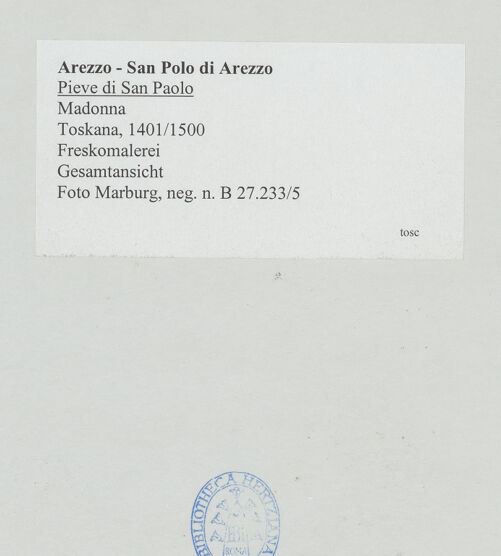 Arezzo - San Polo di Arezzo
Pieve di San Paolo
Madonna
Toskana, 1401/1500
Freskomalerei
Gesamtansicht
Foto Marburg, neg. n. B 27.233/5
tosc
BIBLIOTHECA HERTZIANA
ROMA